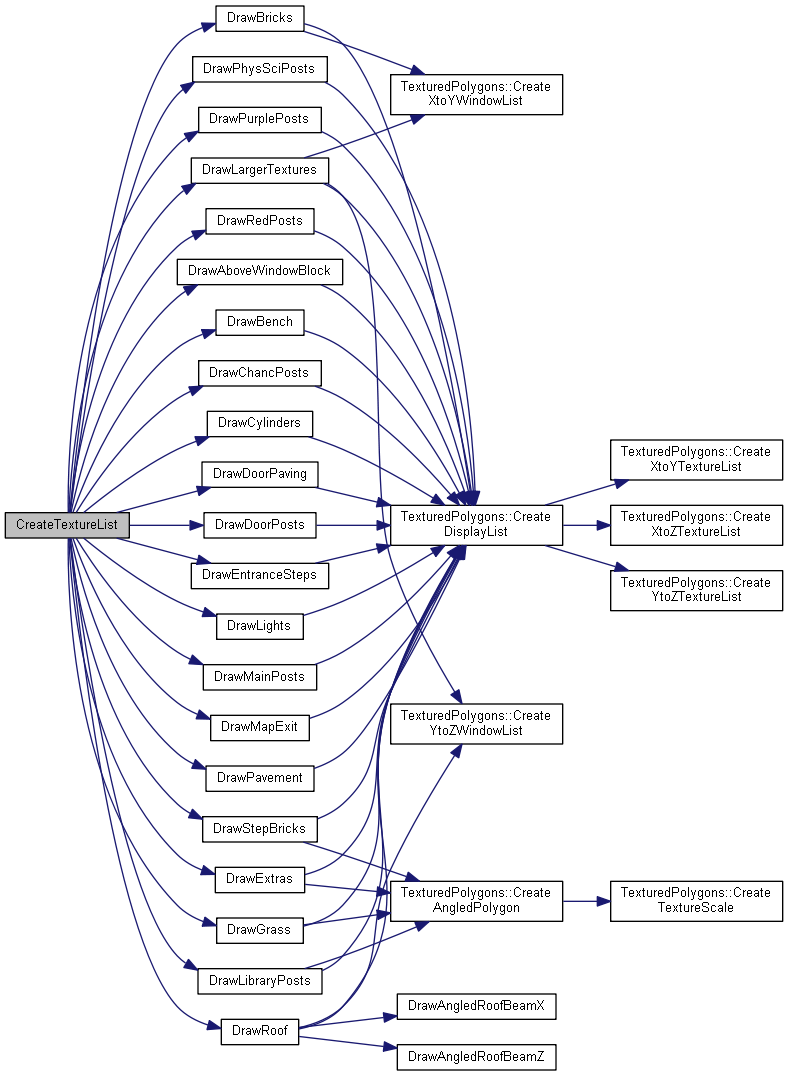 DrawBricks
DrawPhysSciPosts
TexturedPolygons::Create
XtoYWindowList
DrawPurplePosts
DrawLargerTextures
DrawRedPosts
DrawAboveWindowBlock
DrawBench
DrawChancPosts
DrawCylinders
TexturedPolygons::Create
XtoYTextureList
DrawDoorPaving
CreateTextureList
DrawDoorPosts
TexturedPolygons::Create
DisplayList
TexturedPolygons::Create
XtoZTextureList
DrawEntranceSteps
TexturedPolygons::Create
YtoZTextureList
DrawLights
DrawMainPosts
DrawMapExit
TexturedPolygons::Create
YtoZWindowList
DrawPavement
DrawStepBricks
DrawExtras
TexturedPolygons::Create
AngledPolygon
TexturedPolygons::Create
TextureScale
DrawGrass
DrawLibraryPosts
DrawAngledRoofBeamX
DrawRoof
DrawAngledRoofBeamZ